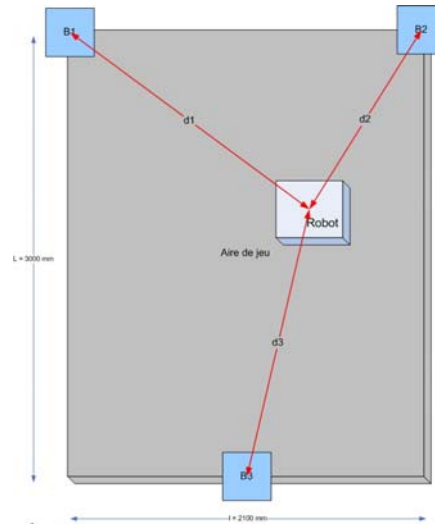 B1
B2
d1
d2
Robot
Aire de jeu
L = 3000 mm
d3
B3
l = 2100 mm